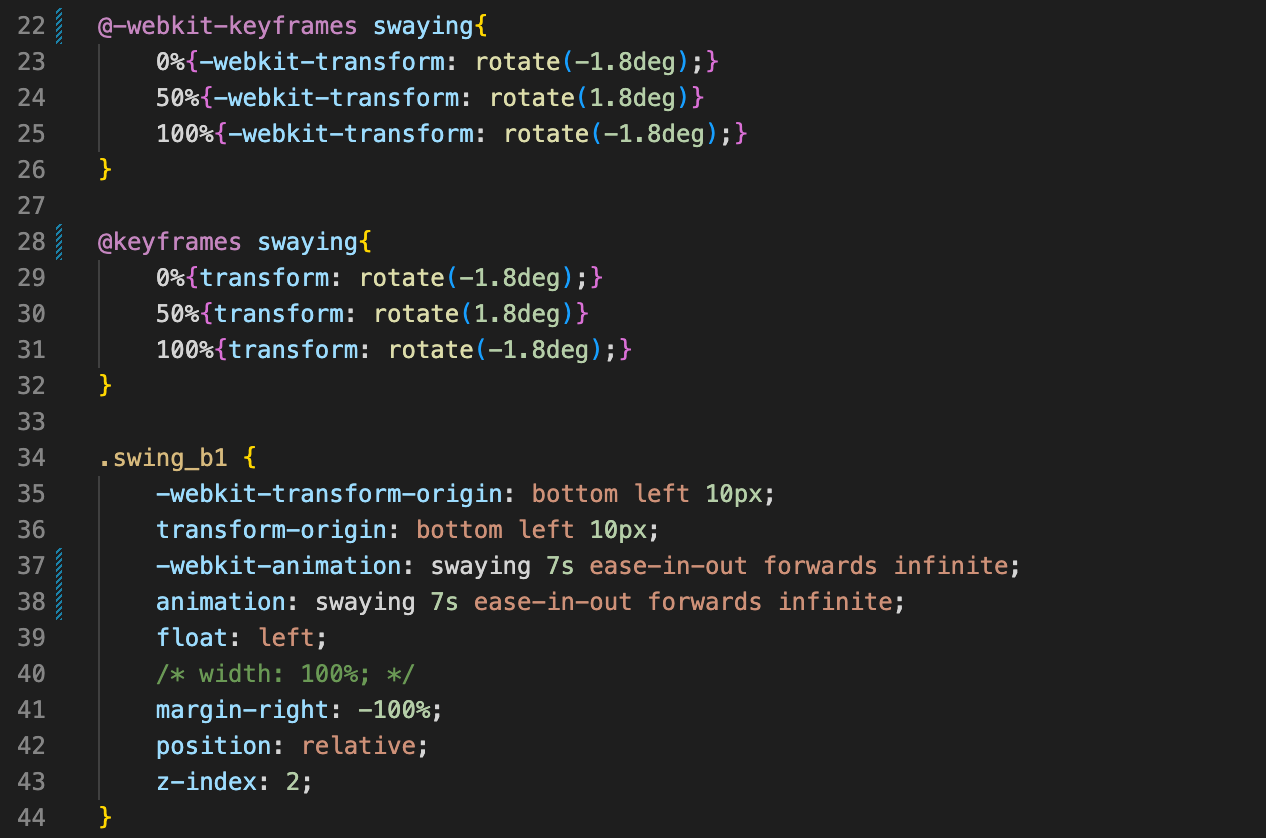 22 @-webkit-keyframes swaying{
23 0%{-webkit-transform: rotate(-1.8deg);}
24 50%{-webkit-transform: rotate(1.8deg)}
25 100%{-webkit-transform: rotate(-1.8deg);}
26 }
27
28 @keyframes swaying{
29 0%{transform: rotate(-1.8deg);}
30 50%{transform: rotate(1.8deg)}
31 100%{transform: rotate(-1.8deg);}
32 }
33
34 .swing_b1 {
35 -webkit-transform-origin: bottom left 10px;
36 transform-origin: bottom left 10px;
37 -webkit-animation: swaying 7s ease-in-out forwards infinite;
38 animation: swaying 7s ease-in-out forwards infinite;
39 float: left;
40 /* width: 100%; */
41 margin-right: -100%;
42 position: relative;
43 z-index: 2;
44 }